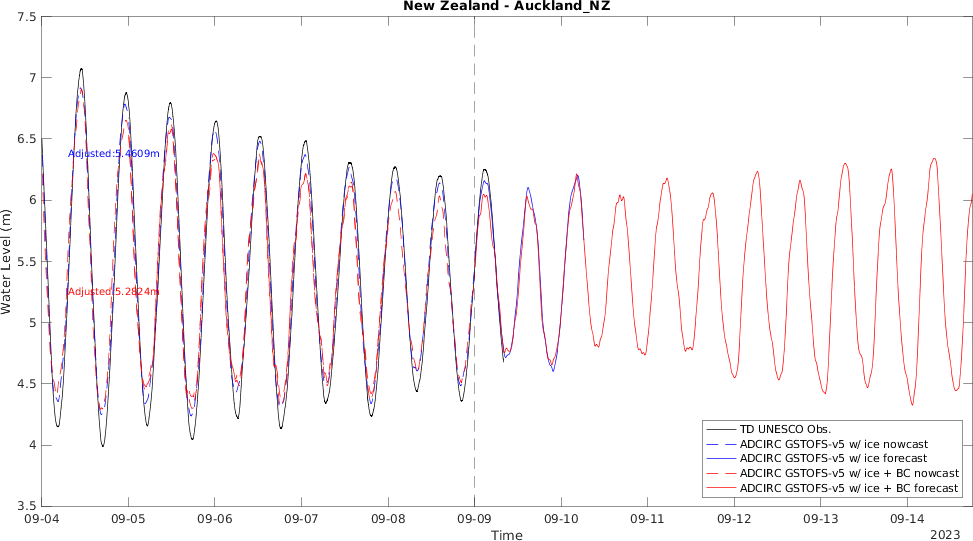 New Zealand - Auckland_NZ
7.5
7
6.5
6
5.5
5
4.5
4
3.5
Water Level (m)
Adjusted:5.4609m
Adjusted:5.2824m
TD UNESCO Obs.
ADCIRC GSTOFS-v5 w/ ice nowcast
ADCIRC GSTOFS-v5 w/ ice forecast
ADCIRC GSTOFS-v5 w/ ice + BC nowcast
ADCIRC GSTOFS-v5 w/ ice + BC forecast
09-04 09-05 09-06 09-07 09-08 09-09 09-10 09-11 09-12 09-13 09-14
Time
2023